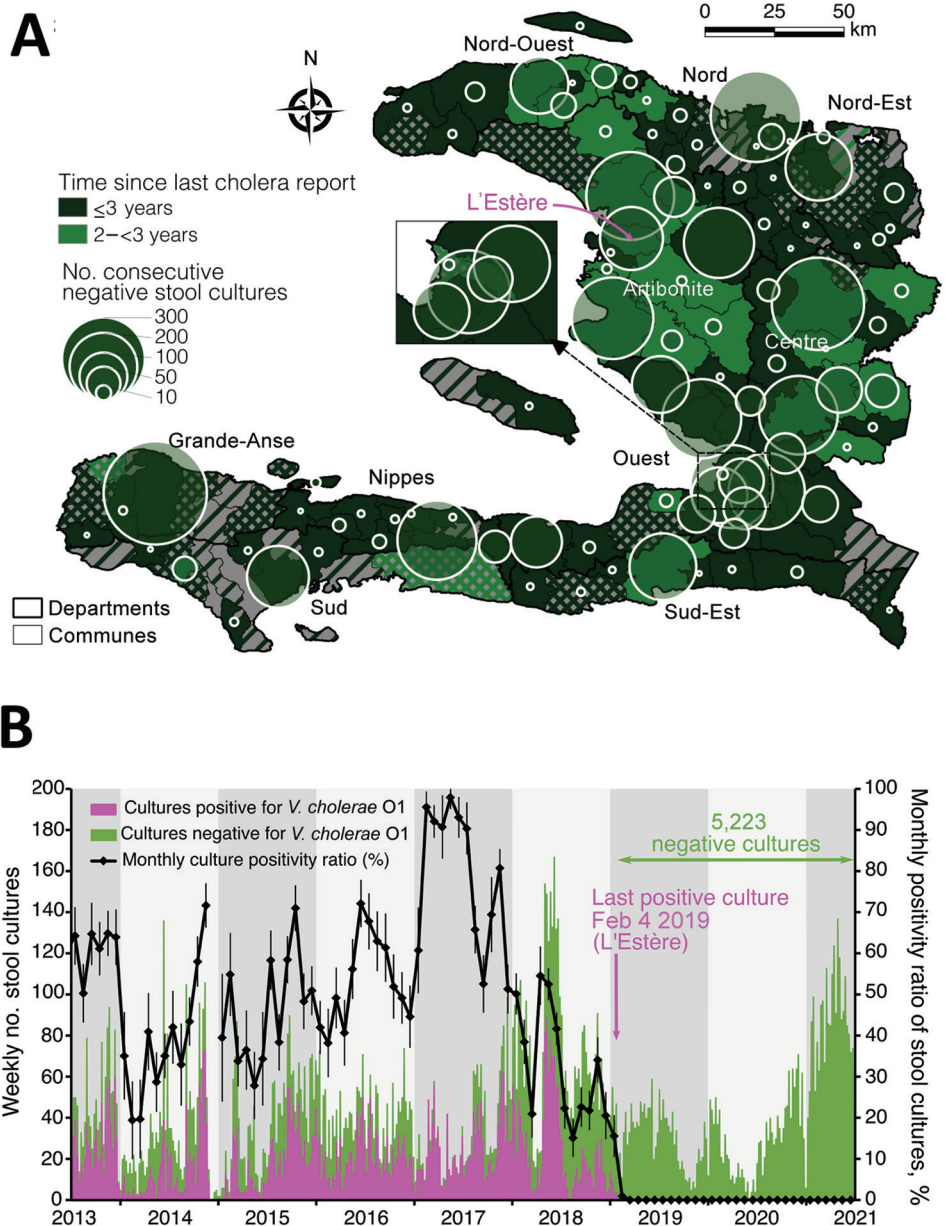 A
0 25 50
km
N
Nord-Ouest
Nord
Nord-Est
Time since last cholera report
≤3 years
2–<3 years
L'Estère
No. consecutive
negative stool cultures
300
200
100
50
10
Artibonite
Centre
Grande-Anse
Nippes
Ouest
Sud
Sud-Est
Departments
Communes
B
Weekly no. stool cultures
200
180
160
140
120
100
80
60
40
20
0
Cultures positive for V. cholerae O1
Cultures negative for V. cholerae O1
Monthly culture positivity ratio (%)
5,223
negative cultures
Last positive culture
Feb 4 2019
(L'Estère)
100
90
80
70
60
50
40
30
20
10
0
Monthly positivity ratio of stool cultures, %
2013 2014 2015 2016 2017 2018 2019 2020 2021